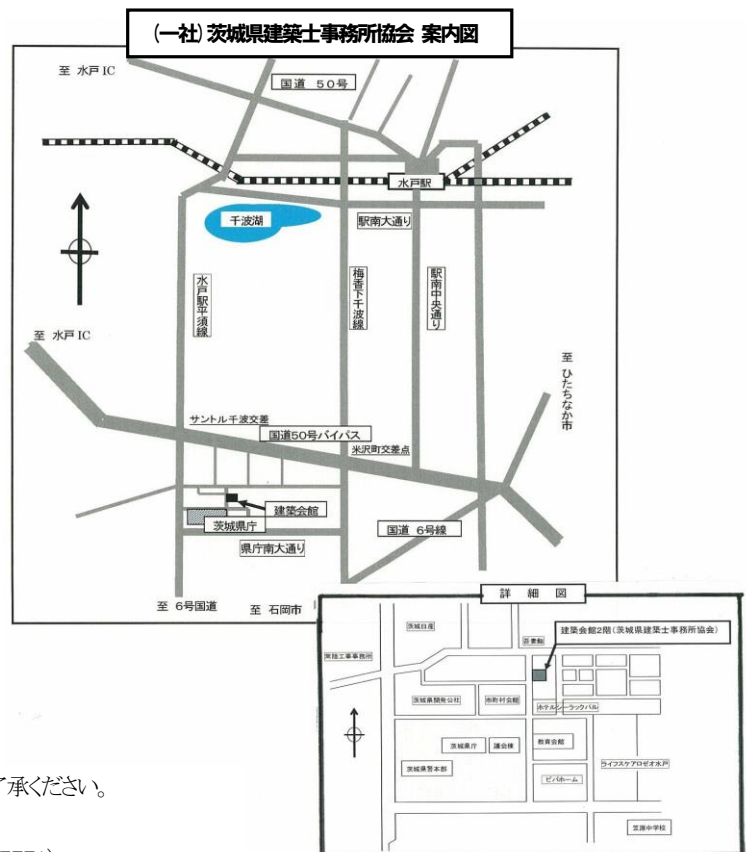 (一社)茨城県建築士事務所協会 案内図
至 水戸IC
国道 50号
水戸駅
千波湖
駅南大通り
水戸駅平須線
梅香下千波線
駅南中央通り
至 水戸IC
至 ひたちなか市
サントル千波交差
国道50号バイパス
米沢町交差点
建築会館
茨城県庁
国道 6号線
県庁南大通り
至 6号国道
至 石岡市
詳 細 図
茨城日産
建築会館2階(茨城県建築士事務所協会)
常陸工事事務所
茨城県開発公社
市町村会館
ホテルシーラックパル
茨城県庁
議会棟
教育会館
茨城県警本部
ライフスケアロゼオ水戸
ビバホーム
笠原中学校
了承ください。